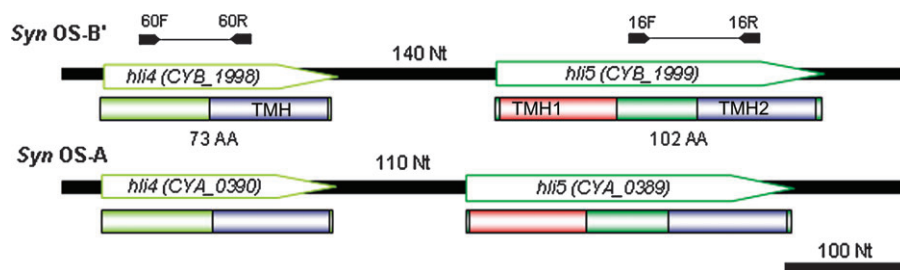 60F 60R 16F 16R
Syn OS-B'
140 Nt
hli4 (CYB_1998) hli5 (CYB_1999)
TMH TMH1 TMH2
73 AA 102 AA
Syn OS-A
110 Nt
hli4 (CYA_0390) hli5 (CYA_0389)
100 Nt